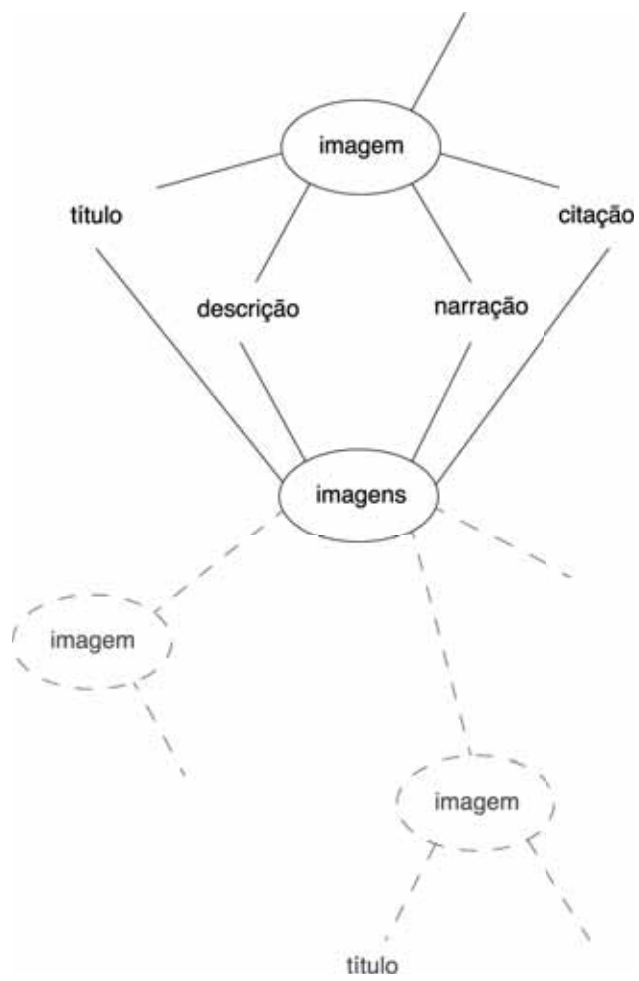 imagem
título
citação
descrição
narração
imagens
imagem
imagem
título